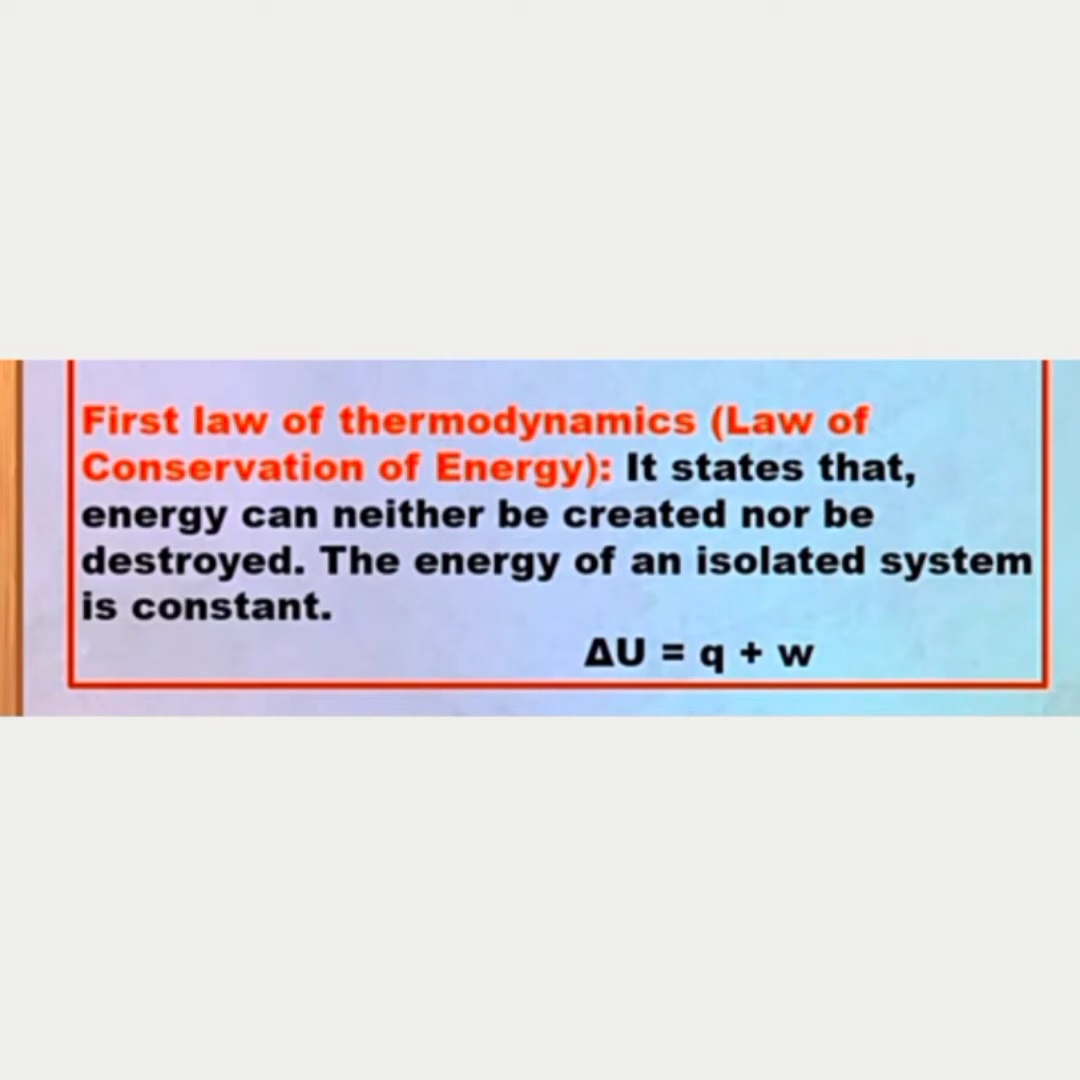 First law of thermodynamics (Law of
Conservation of Energy): It states that,
energy can neither be created nor be
destroyed. The energy of an isolated system
is constant.
ΔU = q + w